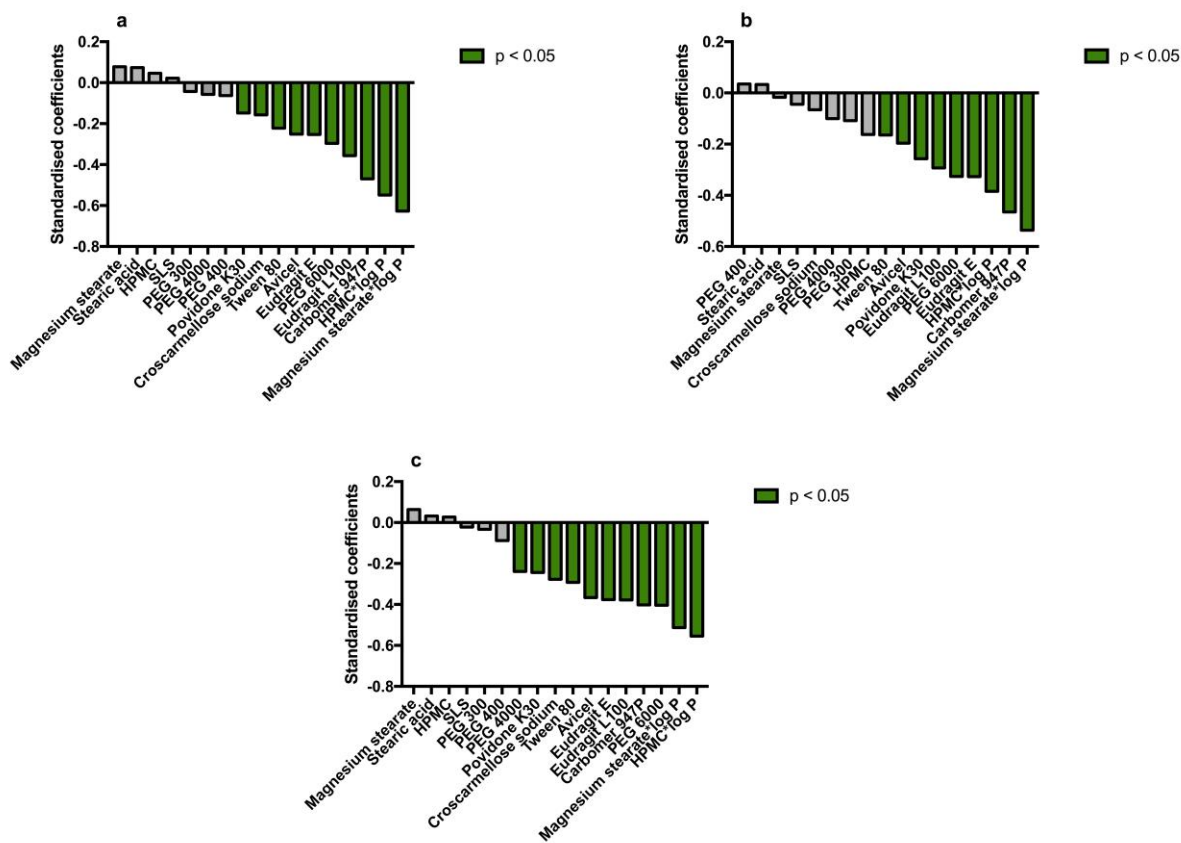 a
Standardised coefficients
0.2
0.0
-0.2
-0.4
-0.6
-0.8
p < 0.05
Magnesium stearate
Stearic acid
HPMC
SLS
PEG 300
PEG 4000
PEG 400
Povidone K30
Croscarmellose sodium
Tween 80
Avicel
Eudragit E
PEG 6000
Eudragit L100
Carbomer 947P
HPMC*log P
Magnesium stearate*log P
b
Standardised coefficients
0.2
0.0
-0.2
-0.4
-0.6
p < 0.05
PEG 400
Stearic acid
Magnesium stearate
SLS
Croscarmellose sodium
PEG 4000
PEG 300
HPMC
Tween 80
Avicel
Povidone K30
Eudragit L100
PEG 6000
Eudragit E
HPMC*log P
Carbomer 947P
Magnesium stearate*log P
c
Standardised coefficients
0.2
0.0
-0.2
-0.4
-0.6
-0.8
p < 0.05
Magnesium stearate
Stearic acid
HPMC
SLS
PEG 300
PEG 400
PEG 4000
Povidone K30
Croscarmellose sodium
Tween 80
Avicel
Eudragit E
Eudragit L100
Carbomer 947P
PEG 6000
Magnesium stearate*log P
HPMC*log P